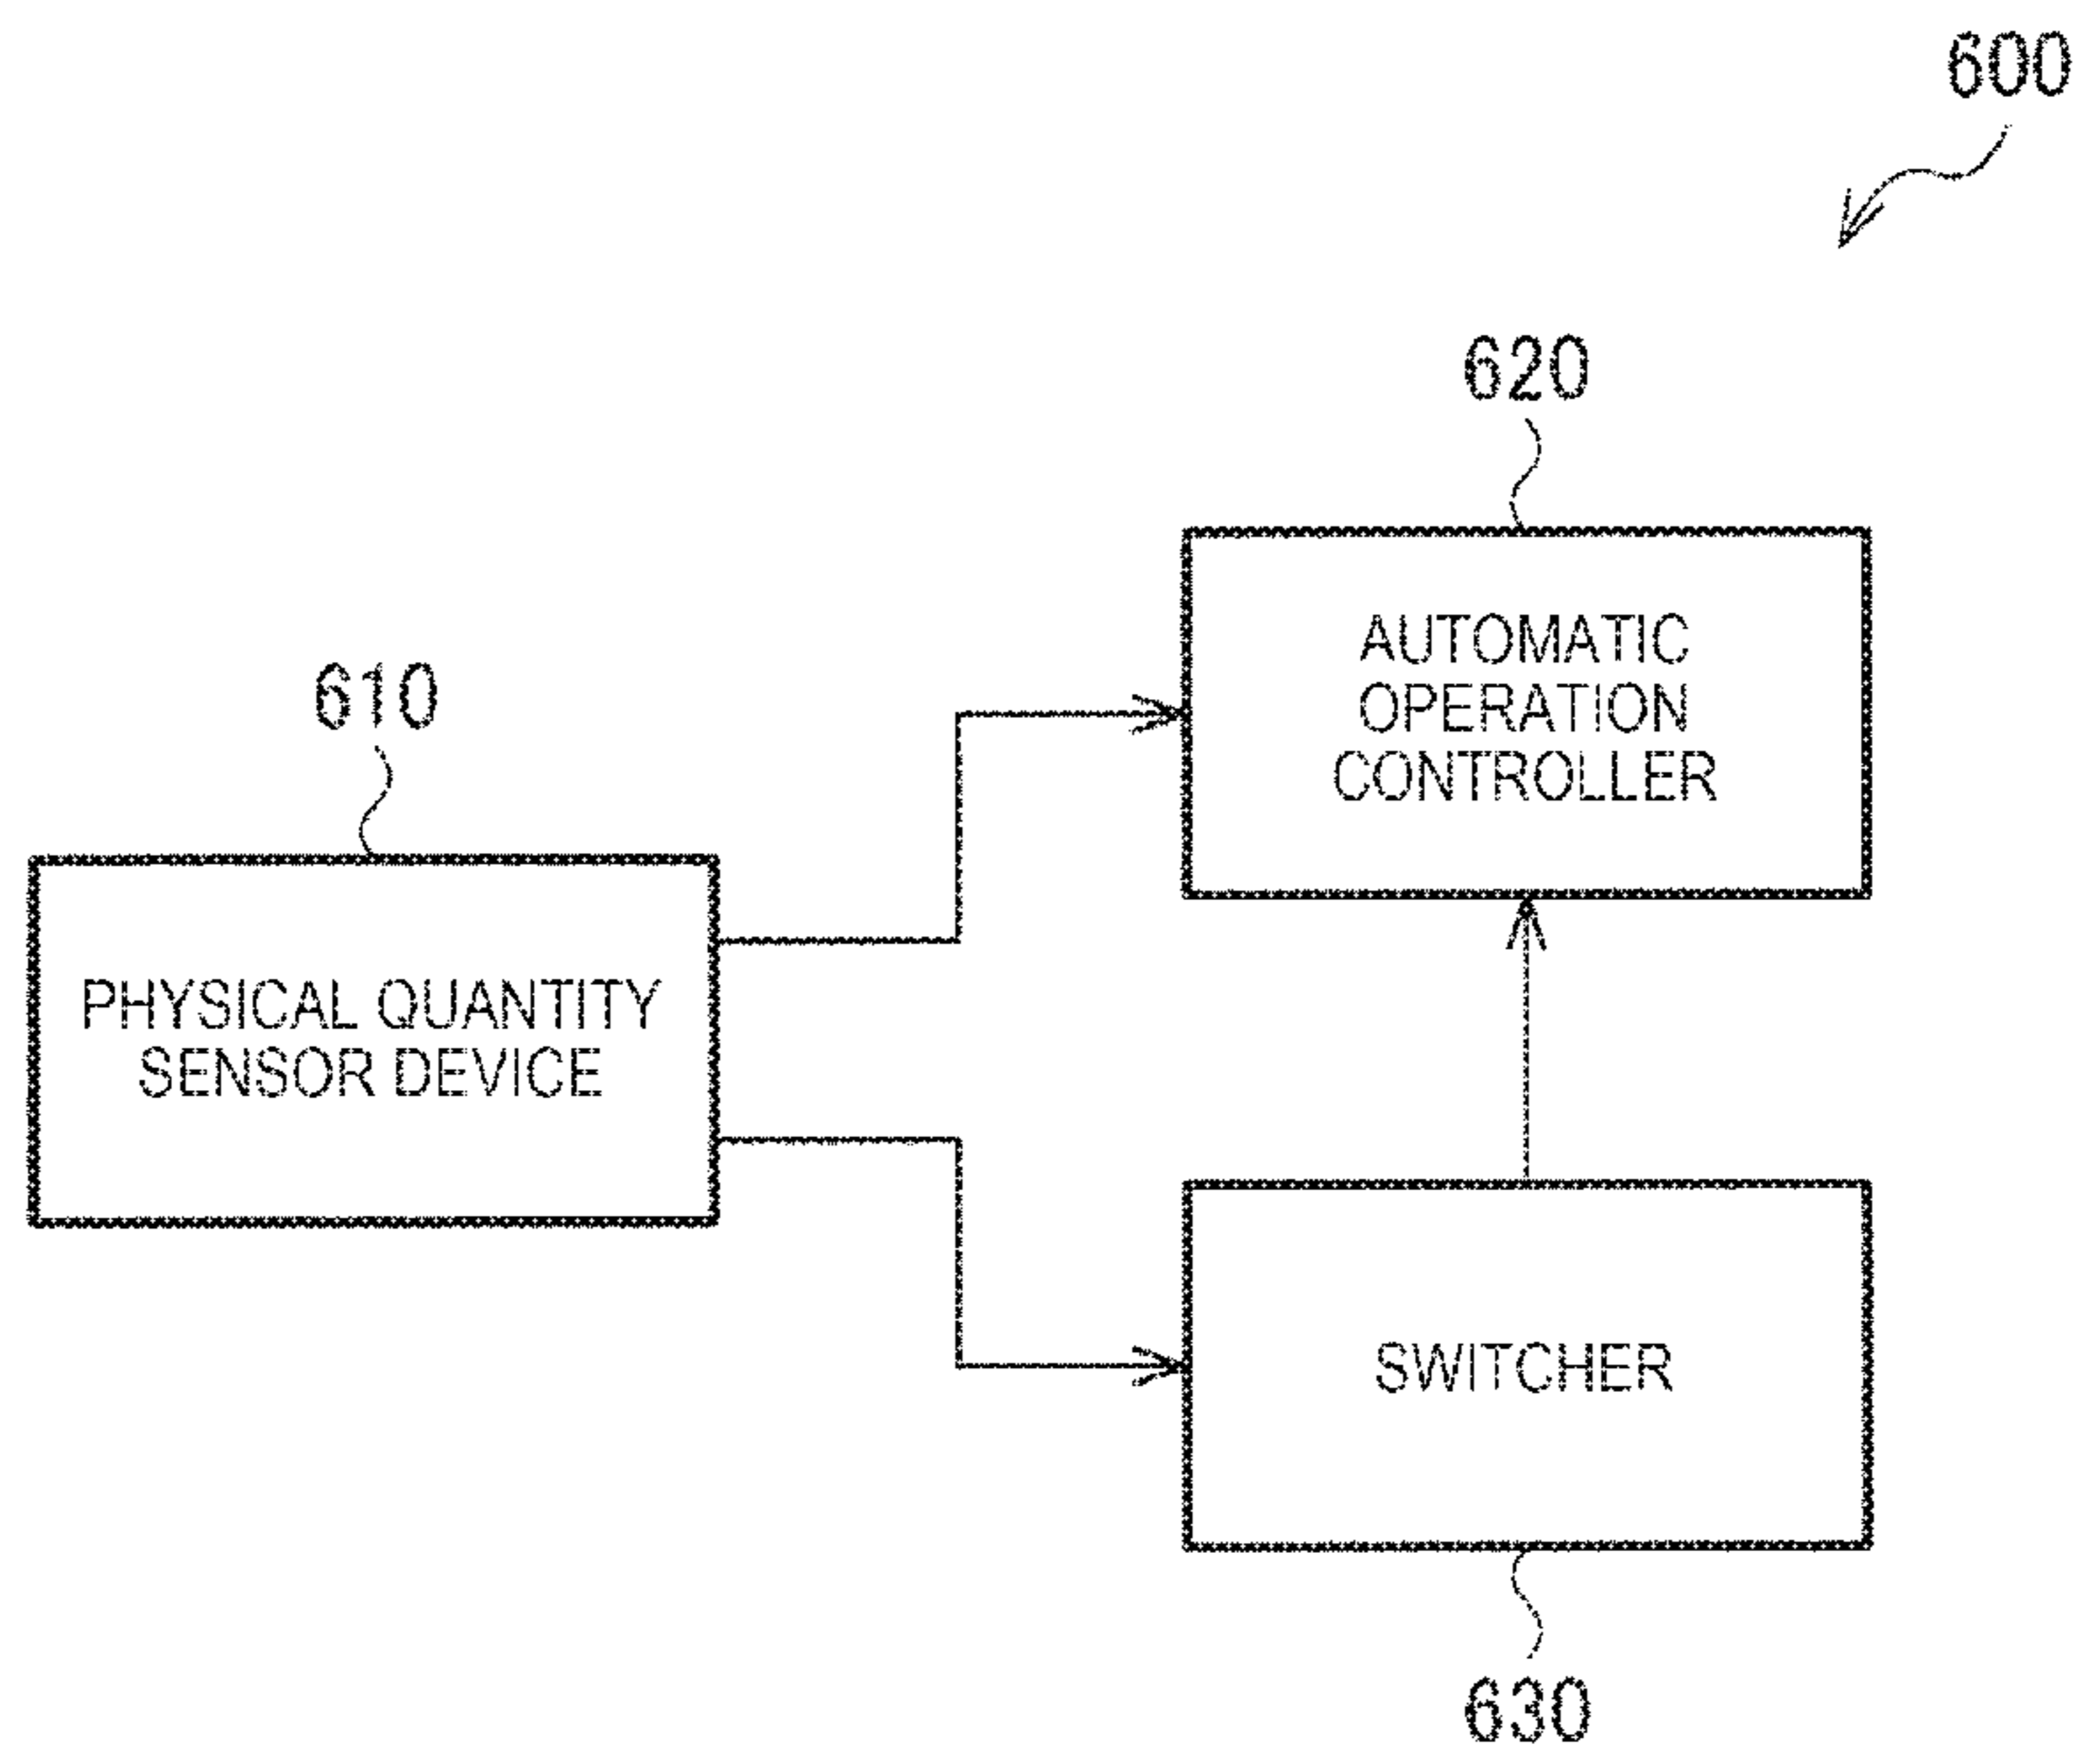 600
620
AUTOMATIC
OPERATION
CONTROLLER
610
PHYSICAL QUANTITY
SENSOR DEVICE
SWITCHER
630